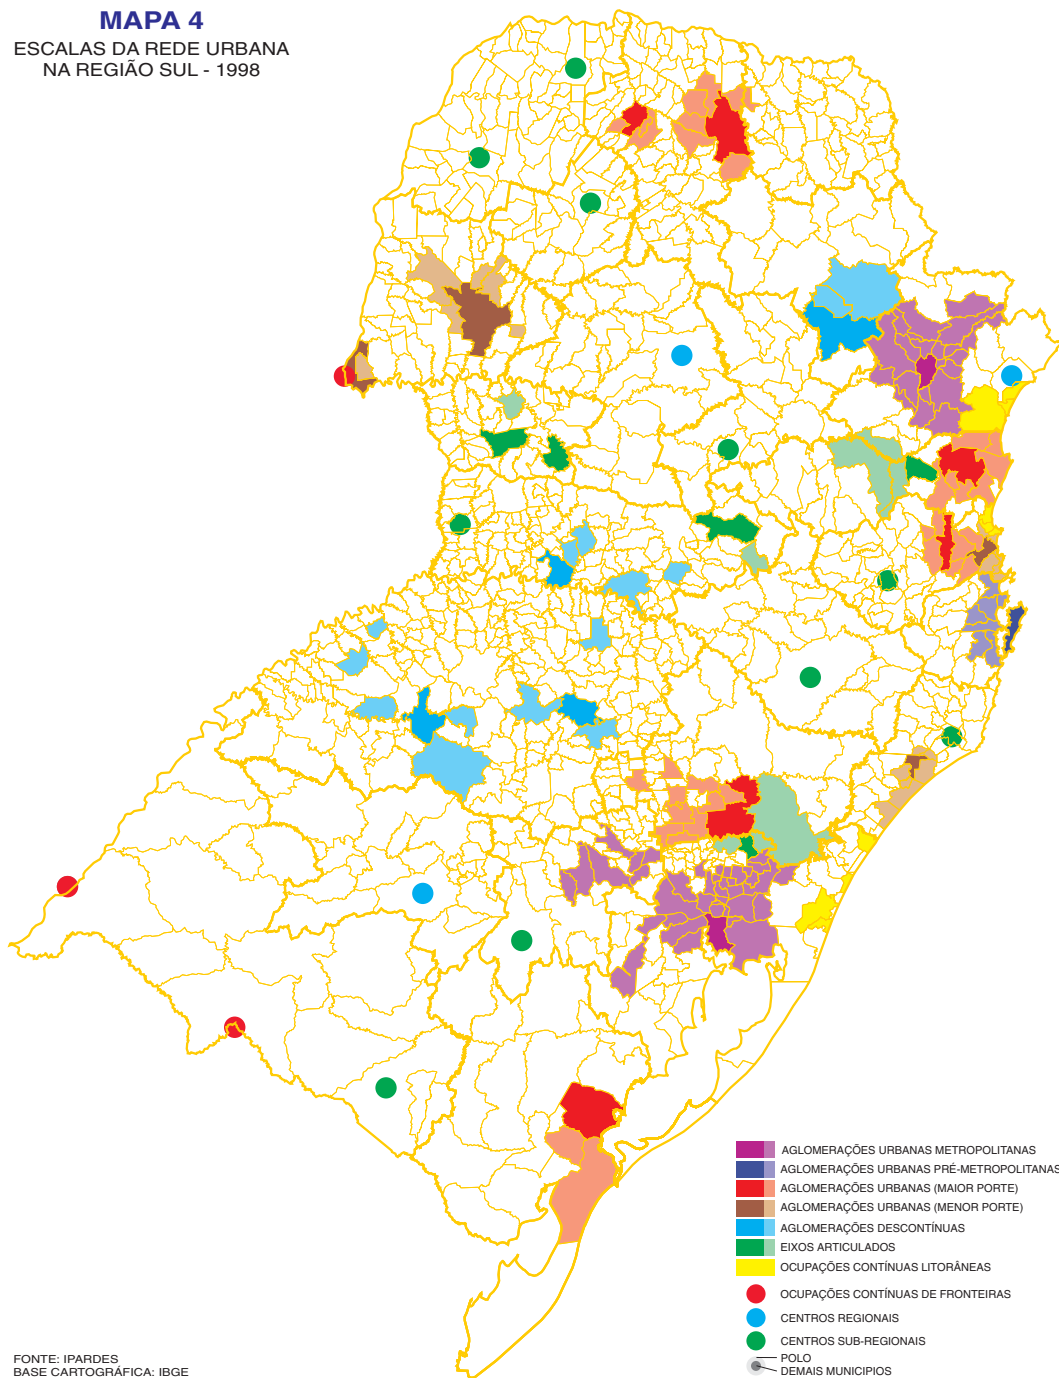 MAPA 4
ESCALAS DA REDE URBANA
NA REGIÃO SUL - 1998
AGLOMERAÇÕES URBANAS METROPOLITANAS
AGLOMERAÇÕES URBANAS PRÉ-METROPOLITANAS
AGLOMERAÇÕES URBANAS (MAIOR PORTE)
AGLOMERAÇÕES URBANAS (MENOR PORTE)
AGLOMERAÇÕES DESCONTÍNUAS
EIXOS ARTICULADOS
OCUPAÇÕES CONTÍNUAS LITORÂNEAS
OCUPAÇÕES CONTÍNUAS DE FRONTEIRAS
CENTROS REGIONAIS
CENTROS SUB-REGIONAIS
POLO
DEMAIS MUNICIPIOS
FONTE: IPARDES
BASE CARTOGRÁFICA: IBGE